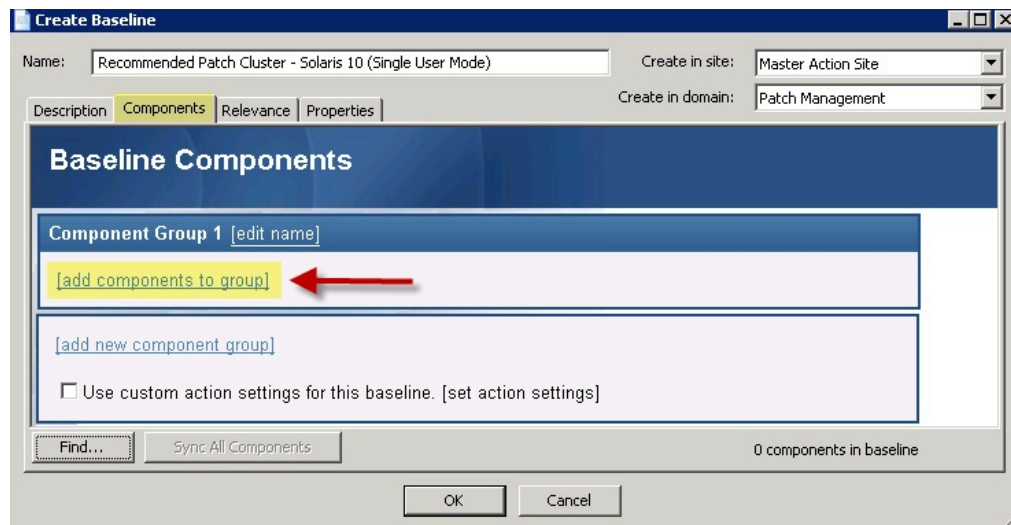 Create Baseline
Name: Recommended Patch Cluster - Solaris 10 (Single User Mode) Create in site: Master Action Site
Create in domain: Patch Management
Description Components Relevance Properties
Baseline Components
Component Group 1 [edit name]
[add components to group]
[add new component group]
Use custom action settings for this baseline. [set action settings]
Find... Sync All Components 0 components in baseline
OK Cancel